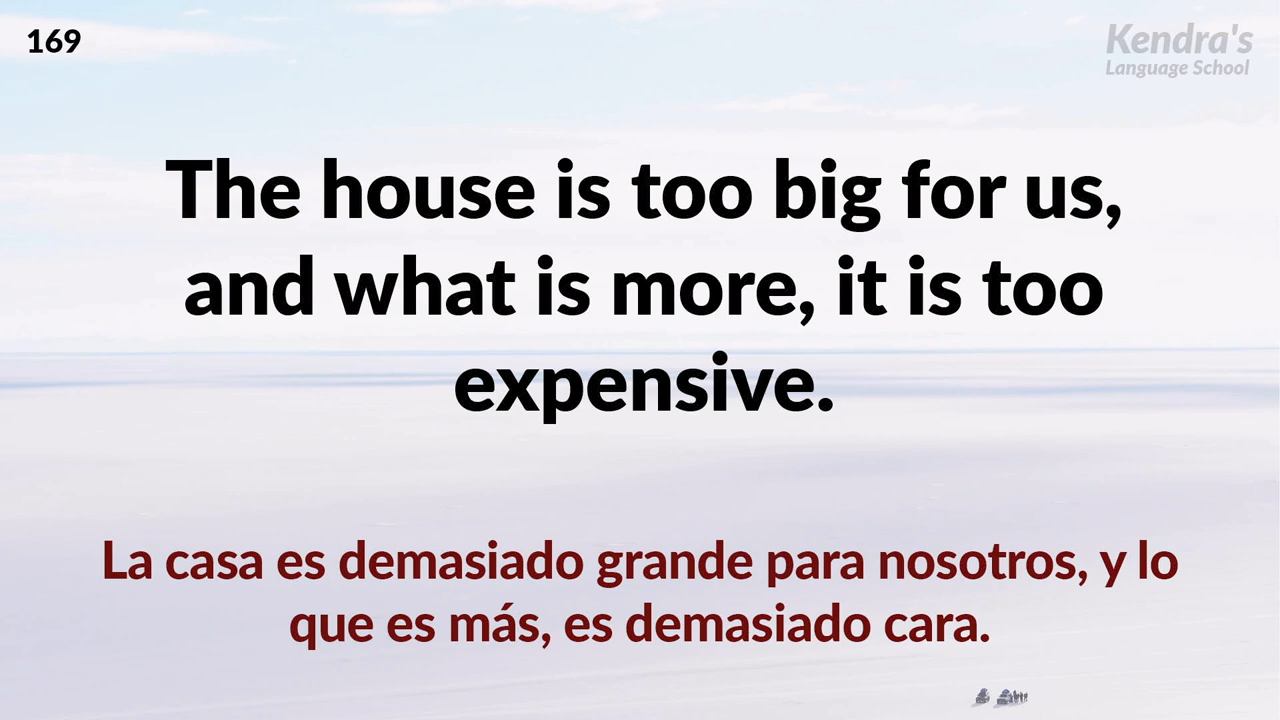 169
Kendra's
Language School
The house is too big for us,
and what is more, it is too
expensive.
La casa es demasiado grande para nosotros, y lo
que es más, es demasiado cara.